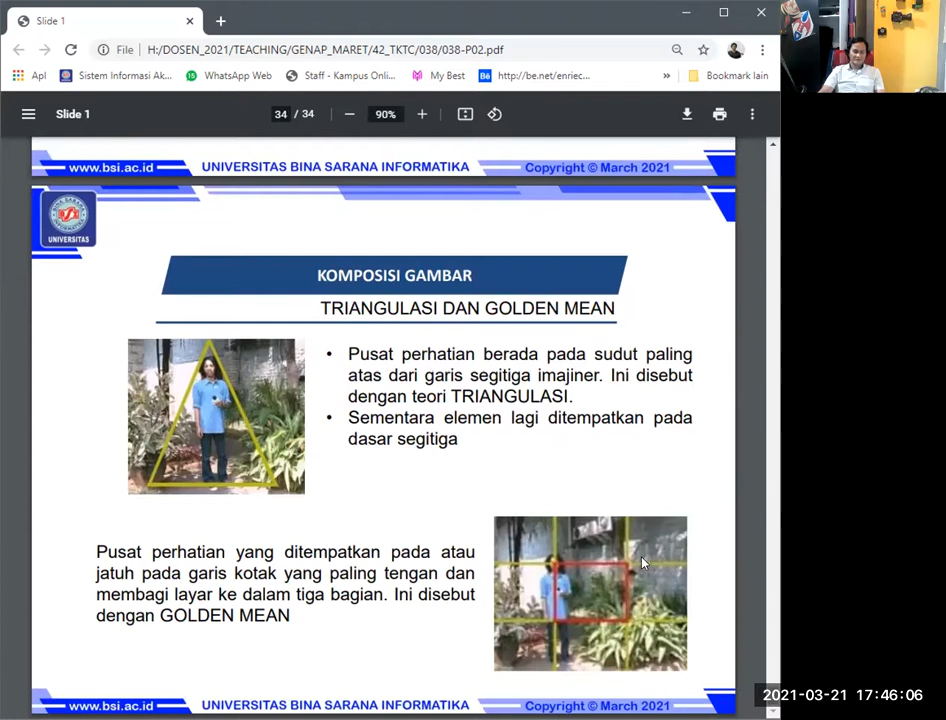 Slide 1
File
H:/DOSEN_2021/TEACHING/GENAP_MARET/42_TKTC/038/038-P02.pdf
Apl
Sistem Informasi Ak...
WhatsApp Web
Staff - Kampus Onli...
My Best
Bē
http://be.net/enriec...
»
Bookmark lain
Slide 1
34 / 34
90%
www.bsi.ac.id
UNIVERSITAS BINA SARANA INFORMATIKA
Copyright © March 2021
UNIVERSITAS
KOMPOSISI GAMBAR
TRIANGULASI DAN GOLDEN MEAN
• Pusat perhatian berada pada sudut paling
atas dari garis segitiga imajiner. Ini disebut
dengan teori TRIANGULASI.
• Sementara elemen lagi ditempatkan pada
dasar segitiga
Pusat perhatian yang ditempatkan pada atau
jatuh pada garis kotak yang paling tengan dan
membagi layar ke dalam tiga bagian. Ini disebut
dengan GOLDEN MEAN
www.bsi.ac.id
UNIVERSITAS BINA SARANA INFORMATIKA
Copyright © March 2021
2021-03-21 17:46:06